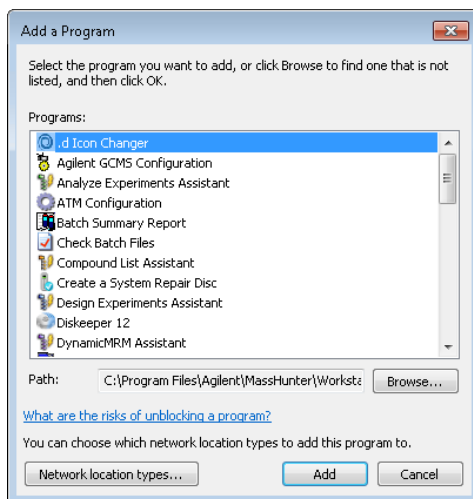 Add a Program
Select the program you want to add, or click Browse to find one that is not
listed, and then click OK.
Programs:
.d Icon Changer
Agilent GCMS Configuration
Analyze Experiments Assistant
ATM Configuration
Batch Summary Report
Check Batch Files
Compound List Assistant
Create a System Repair Disc
Design Experiments Assistant
Diskeeper 12
DynamicMRM Assistant
Path: C:\Program Files\Agilent\MassHunter\Worksta Browse...
What are the risks of unblocking a program?
You can choose which network location types to add this program to.
Network location types... Add Cancel